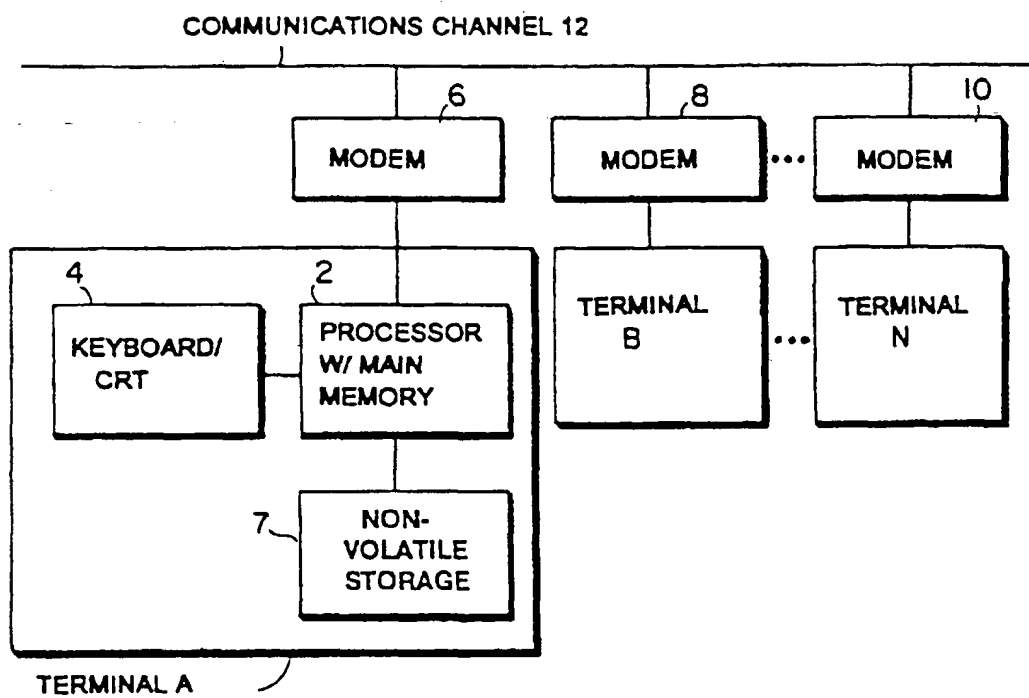 COMMUNICATIONS CHANNEL 12
6
8
10
MODEM
MODEM
...
MODEM
4
2
KEYBOARD/
CRT
PROCESSOR
W/ MAIN
MEMORY
TERMINAL
B
...
TERMINAL
N
7
NON-
VOLATILE
STORAGE
TERMINAL A